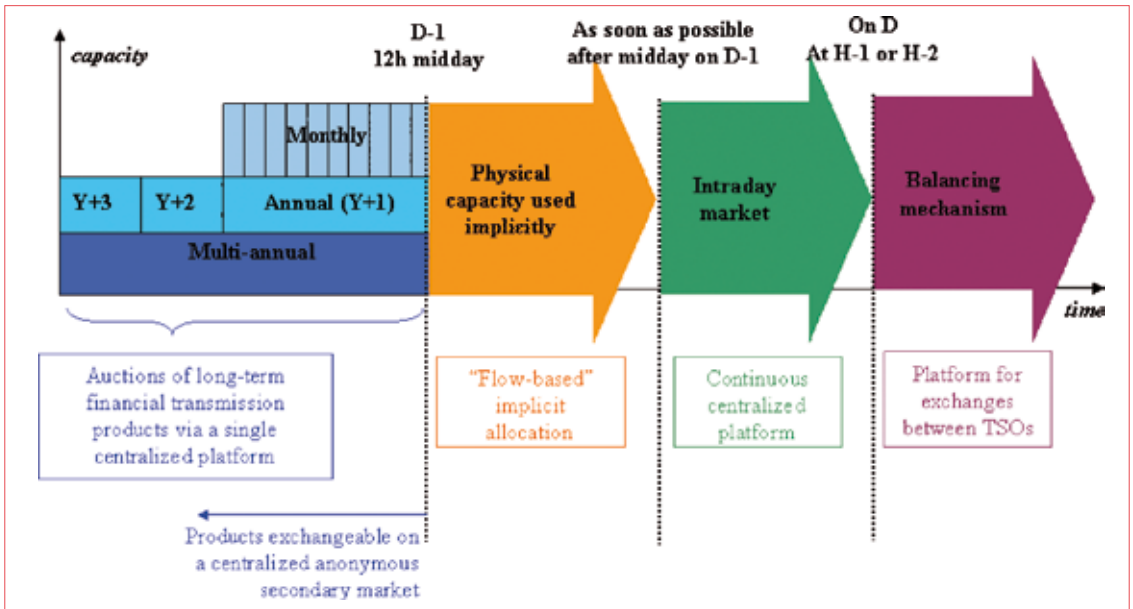 capacity
D-1
12h midday
As soon as possible
after midday on D-1
On D
At H-1 or H-2
Monthly
Y+3
Y+2
Annual (Y+1)
Multi-annual
Physical
capacity used
implicitly
Intraday
market
Balancing
mechanism
time
Auctions of long-term
financial transmission
products via a single
centralized platform
"Flow-based"
implicit
allocation
Continuous
centralized
platform
Platform for
exchanges
between TSOs
Products exchangeable on
a centralized anonymous
secondary market